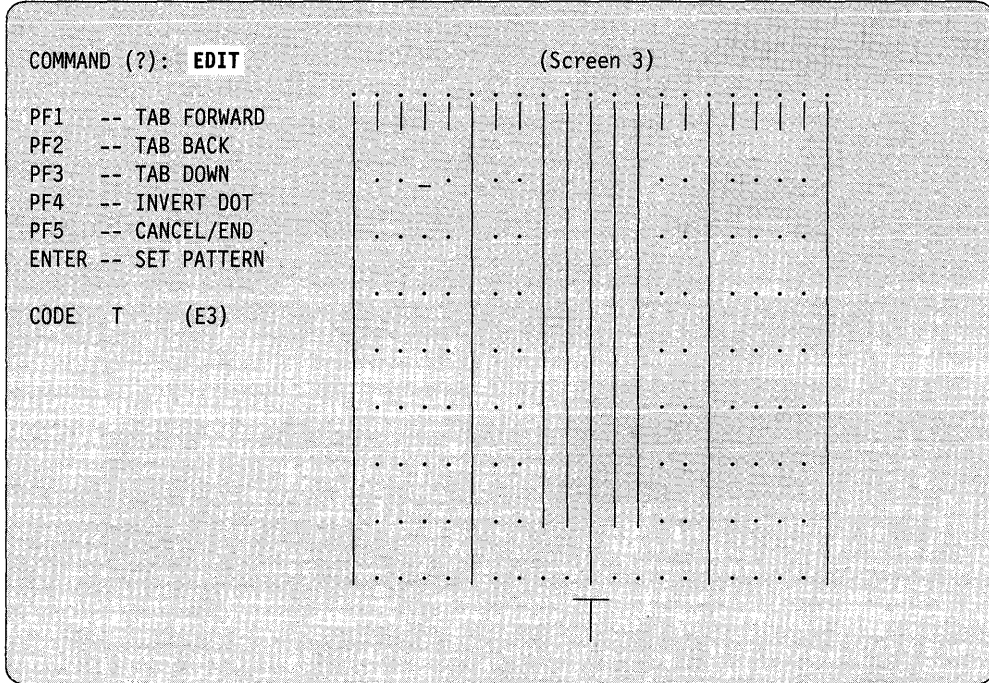 COMMAND (?): EDIT (Screen 3)
PF1 -- TAB FORWARD
PF2 -- TAB BACK
PF3 -- TAB DOWN
PF4 -- INVERT DOT
PF5 -- CANCEL/END
ENTER -- SET PATTERN
CODE T (E3)